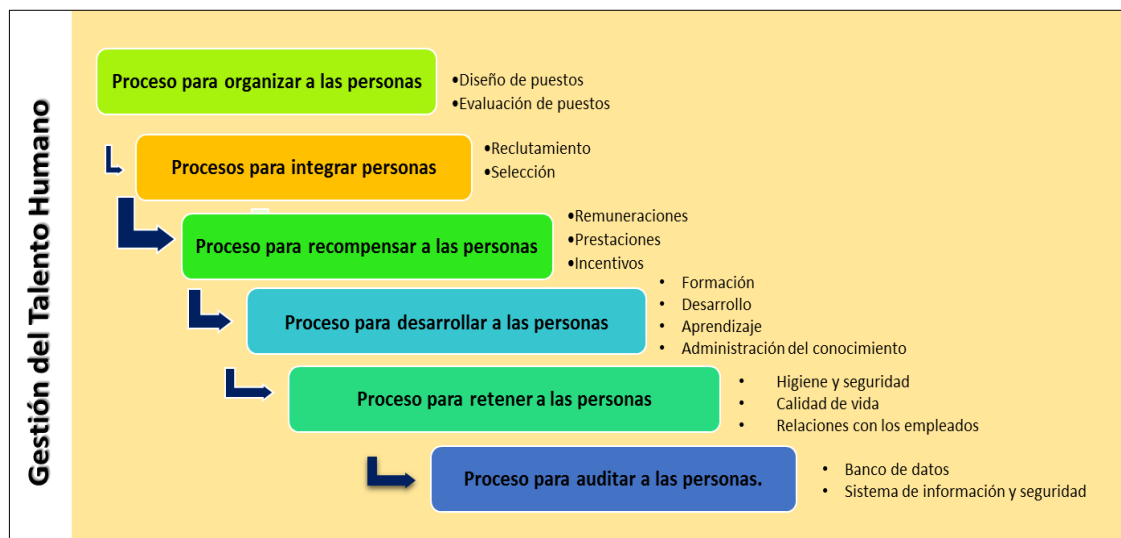 Gestión del Talento Humano
Proceso para organizar a las personas
•Diseño de puestos
•Evaluación de puestos
Procesos para integrar personas
•Reclutamiento
•Selección
Proceso para recompensar a las personas
•Remuneraciones
•Prestaciones
•Incentivos
Proceso para desarrollar a las personas
• Formación
• Desarrollo
• Aprendizaje
• Administración del conocimiento
Proceso para retener a las personas
• Higiene y seguridad
• Calidad de vida
• Relaciones con los empleados
Proceso para auditar a las personas.
• Banco de datos
• Sistema de información y seguridad